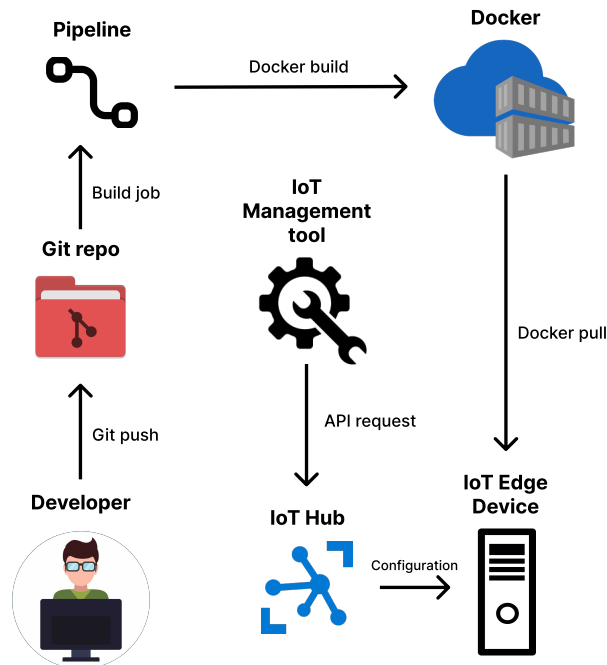 Pipeline
Docker
Docker build
Build job
IoT
Management
tool
Git repo
Docker pull
API request
Git push
Developer
IoT Hub
IoT Edge
Device
Configuration